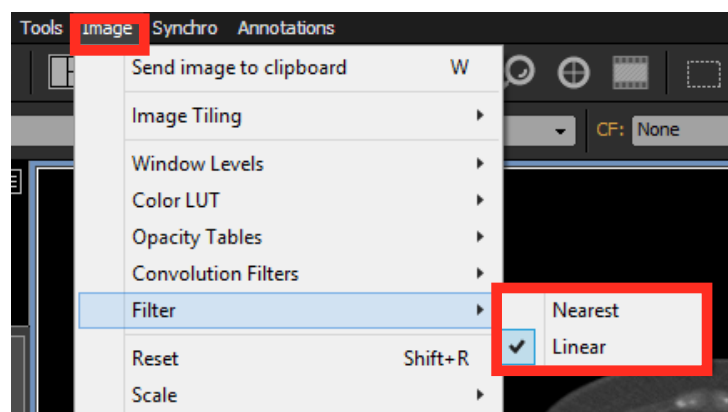 Tools Image Synchro Annotations
Send image to clipboard W
Image Tiling
CF: None
Window Levels
Color LUT
Opacity Tables
Convolution Filters
Filter
Nearest
Linear
Reset Shift+R
Scale